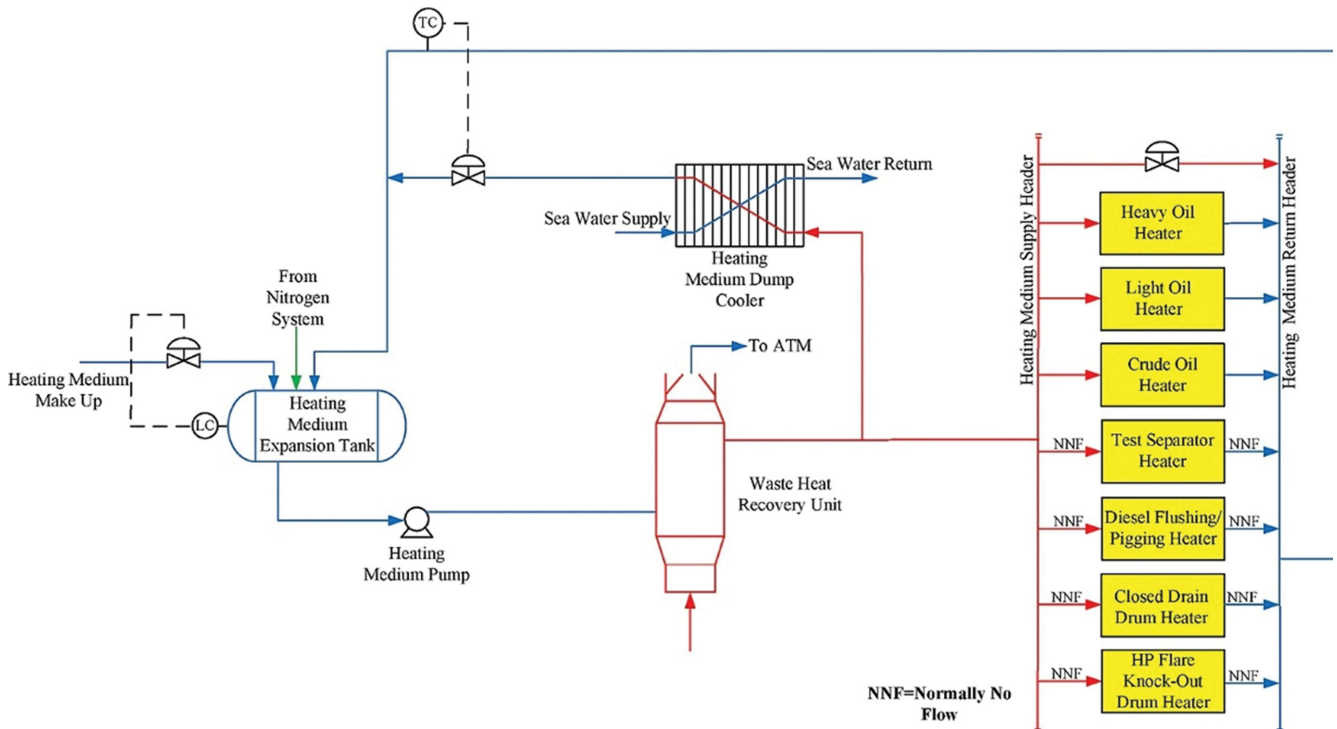 TC
Sea Water Return
Sea Water Supply
Heating
Medium Dump
Cooler
From
Nitrogen
System
To ATM
Heating Medium
Make Up
LC
Heating
Medium
Expansion Tank
Heating
Medium Pump
Waste Heat
Recovery Unit
Heating Medium Supply Header
Heating Medium Return Header
Heavy Oil
Heater
Light Oil
Heater
Crude Oil
Heater
NNF
Test Separator
Heater
NNF
NNF
Diesel Flushing/
Pigging Heater
NNF
NNF
Closed Drain
Drum Heater
NNF
NNF
HP Flare
Knock-Out
Drum Heater
NNF
NNF=Normally No
Flow